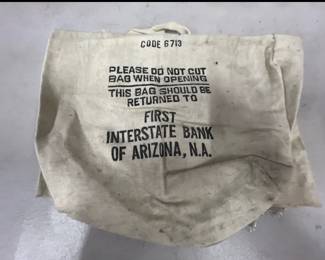 CODE 6713
PLEASE DO NOT CUT
BAG WHEN OPENING
THIS BAG SHOULD BE
RETURNED TO
FIRST
INTERSTATE BANK
OF ARIZONA, N.A.